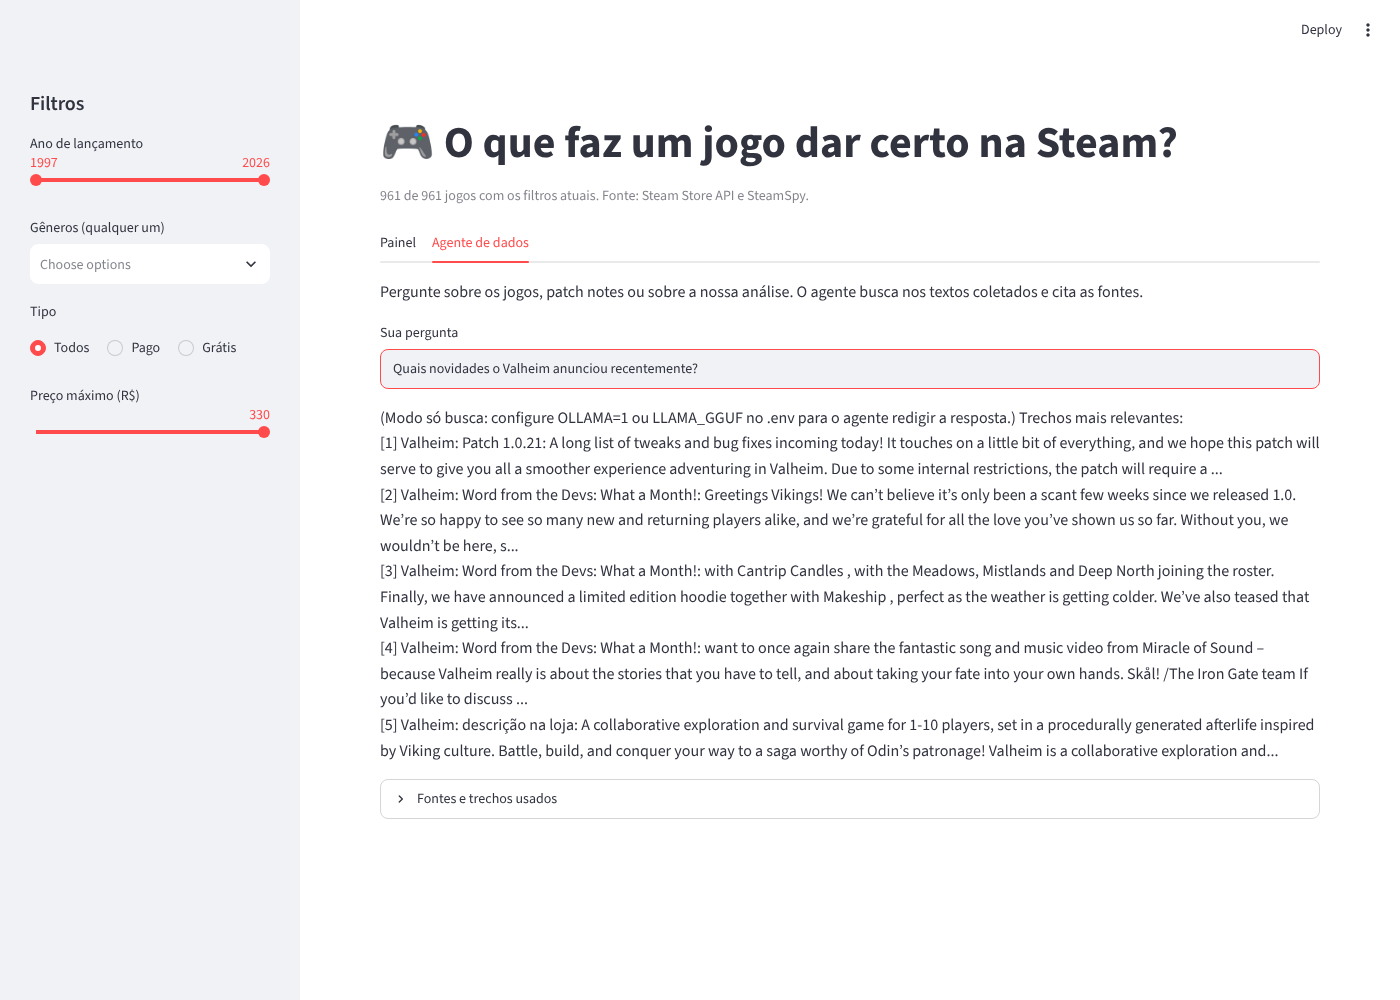 Deploy
Filtros
Ano de lançamento
1997 2026
Gêneros (qualquer um)
Choose options
Tipo
Todos Pago Grátis
Preço máximo (R$)
330
O que faz um jogo dar certo na Steam?
961 de 961 jogos com os filtros atuais. Fonte: Steam Store API e SteamSpy.
Painel Agente de dados
Pergunte sobre os jogos, patch notes ou sobre a nossa análise. O agente busca nos textos coletados e cita as fontes.
Sua pergunta
Quais novidades o Valheim anunciou recentemente?
(Modo só busca: configure OLLAMA=1 ou LLAMA_GGUF no .env para o agente redigir a resposta.) Trechos mais relevantes:
[1] Valheim: Patch 1.0.21: A long list of tweaks and bug fixes incoming today! It touches on a little bit of everything, and we hope this patch will
serve to give you all a smoother experience adventuring in Valheim. Due to some internal restrictions, the patch will require a ...
[2] Valheim: Word from the Devs: What a Month!: Greetings Vikings! We can’t believe it’s only been a scant few weeks since we released 1.0.
We’re so happy to see so many new and returning players alike, and we’re grateful for all the love you’ve shown us so far. Without you, we
wouldn’t be here, s...
[3] Valheim: Word from the Devs: What a Month!: with Cantrip Candles , with the Meadows, Mistlands and Deep North joining the roster.
Finally, we have announced a limited edition hoodie together with Makeship , perfect as the weather is getting colder. We’ve also teased that
Valheim is getting its...
[4] Valheim: Word from the Devs: What a Month!: want to once again share the fantastic song and music video from Miracle of Sound –
because Valheim really is about the stories that you have to tell, and about taking your fate into your own hands. Skål! /The Iron Gate team If
you’d like to discuss ...
[5] Valheim: descrição na loja: A collaborative exploration and survival game for 1-10 players, set in a procedurally generated afterlife inspired
by Viking culture. Battle, build, and conquer your way to a saga worthy of Odin’s patronage! Valheim is a collaborative exploration and...
Fontes e trechos usados